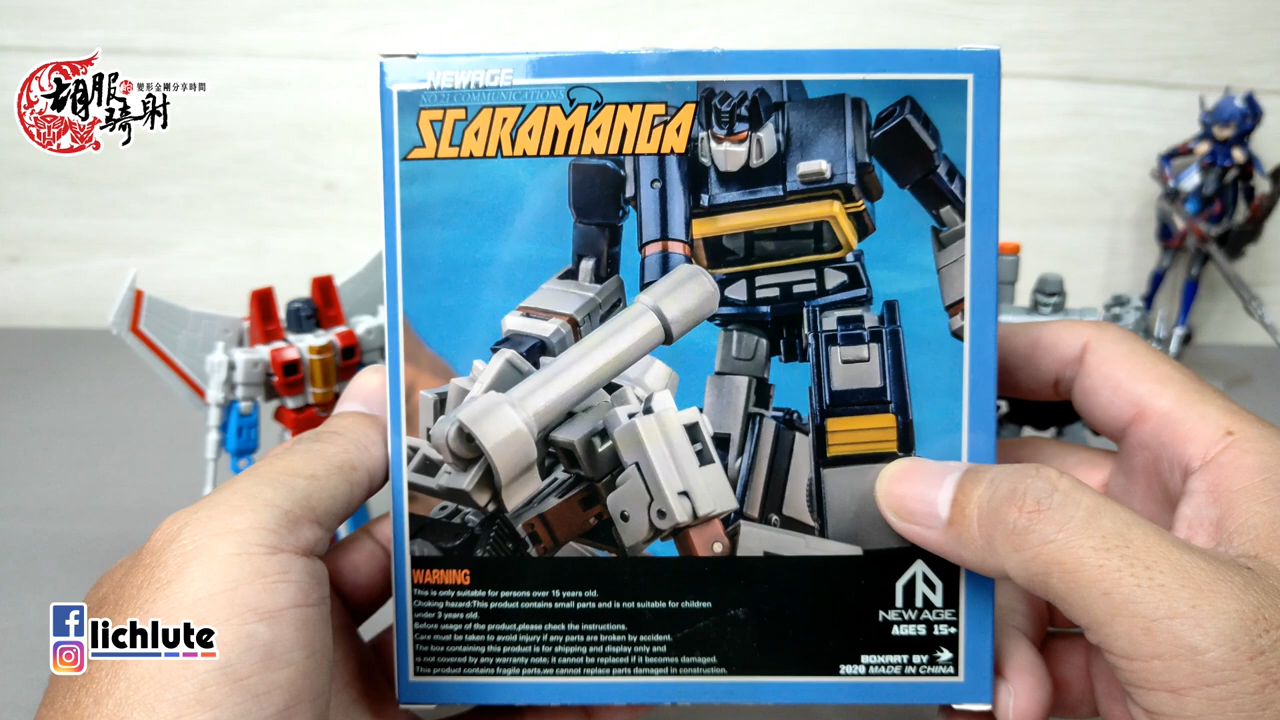 胡服騎射
的
變形金剛分享時間
NEWAGE
NO 21 COMMUNICATIONS
SCARAMANGA
WARNING
This is only suitable for persons over 15 years old.
Choking hazard:This product contains small parts and is not suitable for children
under 3 years old.
Before usage of the product,please check the instructions.
Care must be taken to avoid injury if any parts are broken by accident.
The box containing this product is for shipping and display only and
is not covered by any warranty note; it cannot be replaced if it becomes damaged.
This product contains fragile parts,we cannot replace parts damaged in construction.
NEW AGE
AGES 15+
BOXART BY
2020 MADE IN CHINA
lichlute